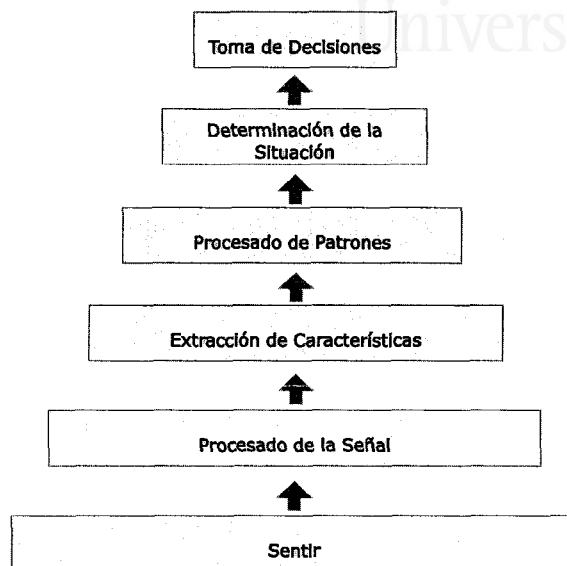 Univers
Toma de Decisiones
Determinación de la
Situación
Procesado de Patrones
Extracción de Características
Procesado de la Señal
Sentir